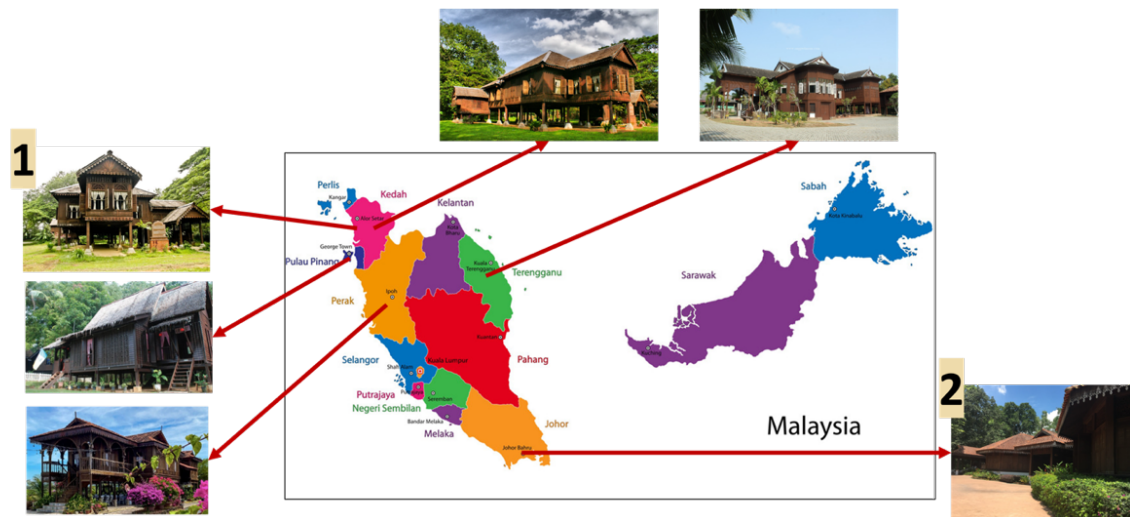 1
Perlis
Kangar
Kedah
Alor Setar
George Town
Pulau Pinang
Kelantan
Kota
Bharu
Kuala
Terengganu
Terengganu
Perak
Ipoh
Kuantan
Pahang
Selangor
Shah Alam
Kuala Lumpur
Putrajaya
Putrajaya
Negeri Sembilan
Seremban
Bandar Melaka
Melaka
Johor
Johor Bahru
Sabah
Kota Kinabalu
Sarawak
Kuching
Malaysia
2